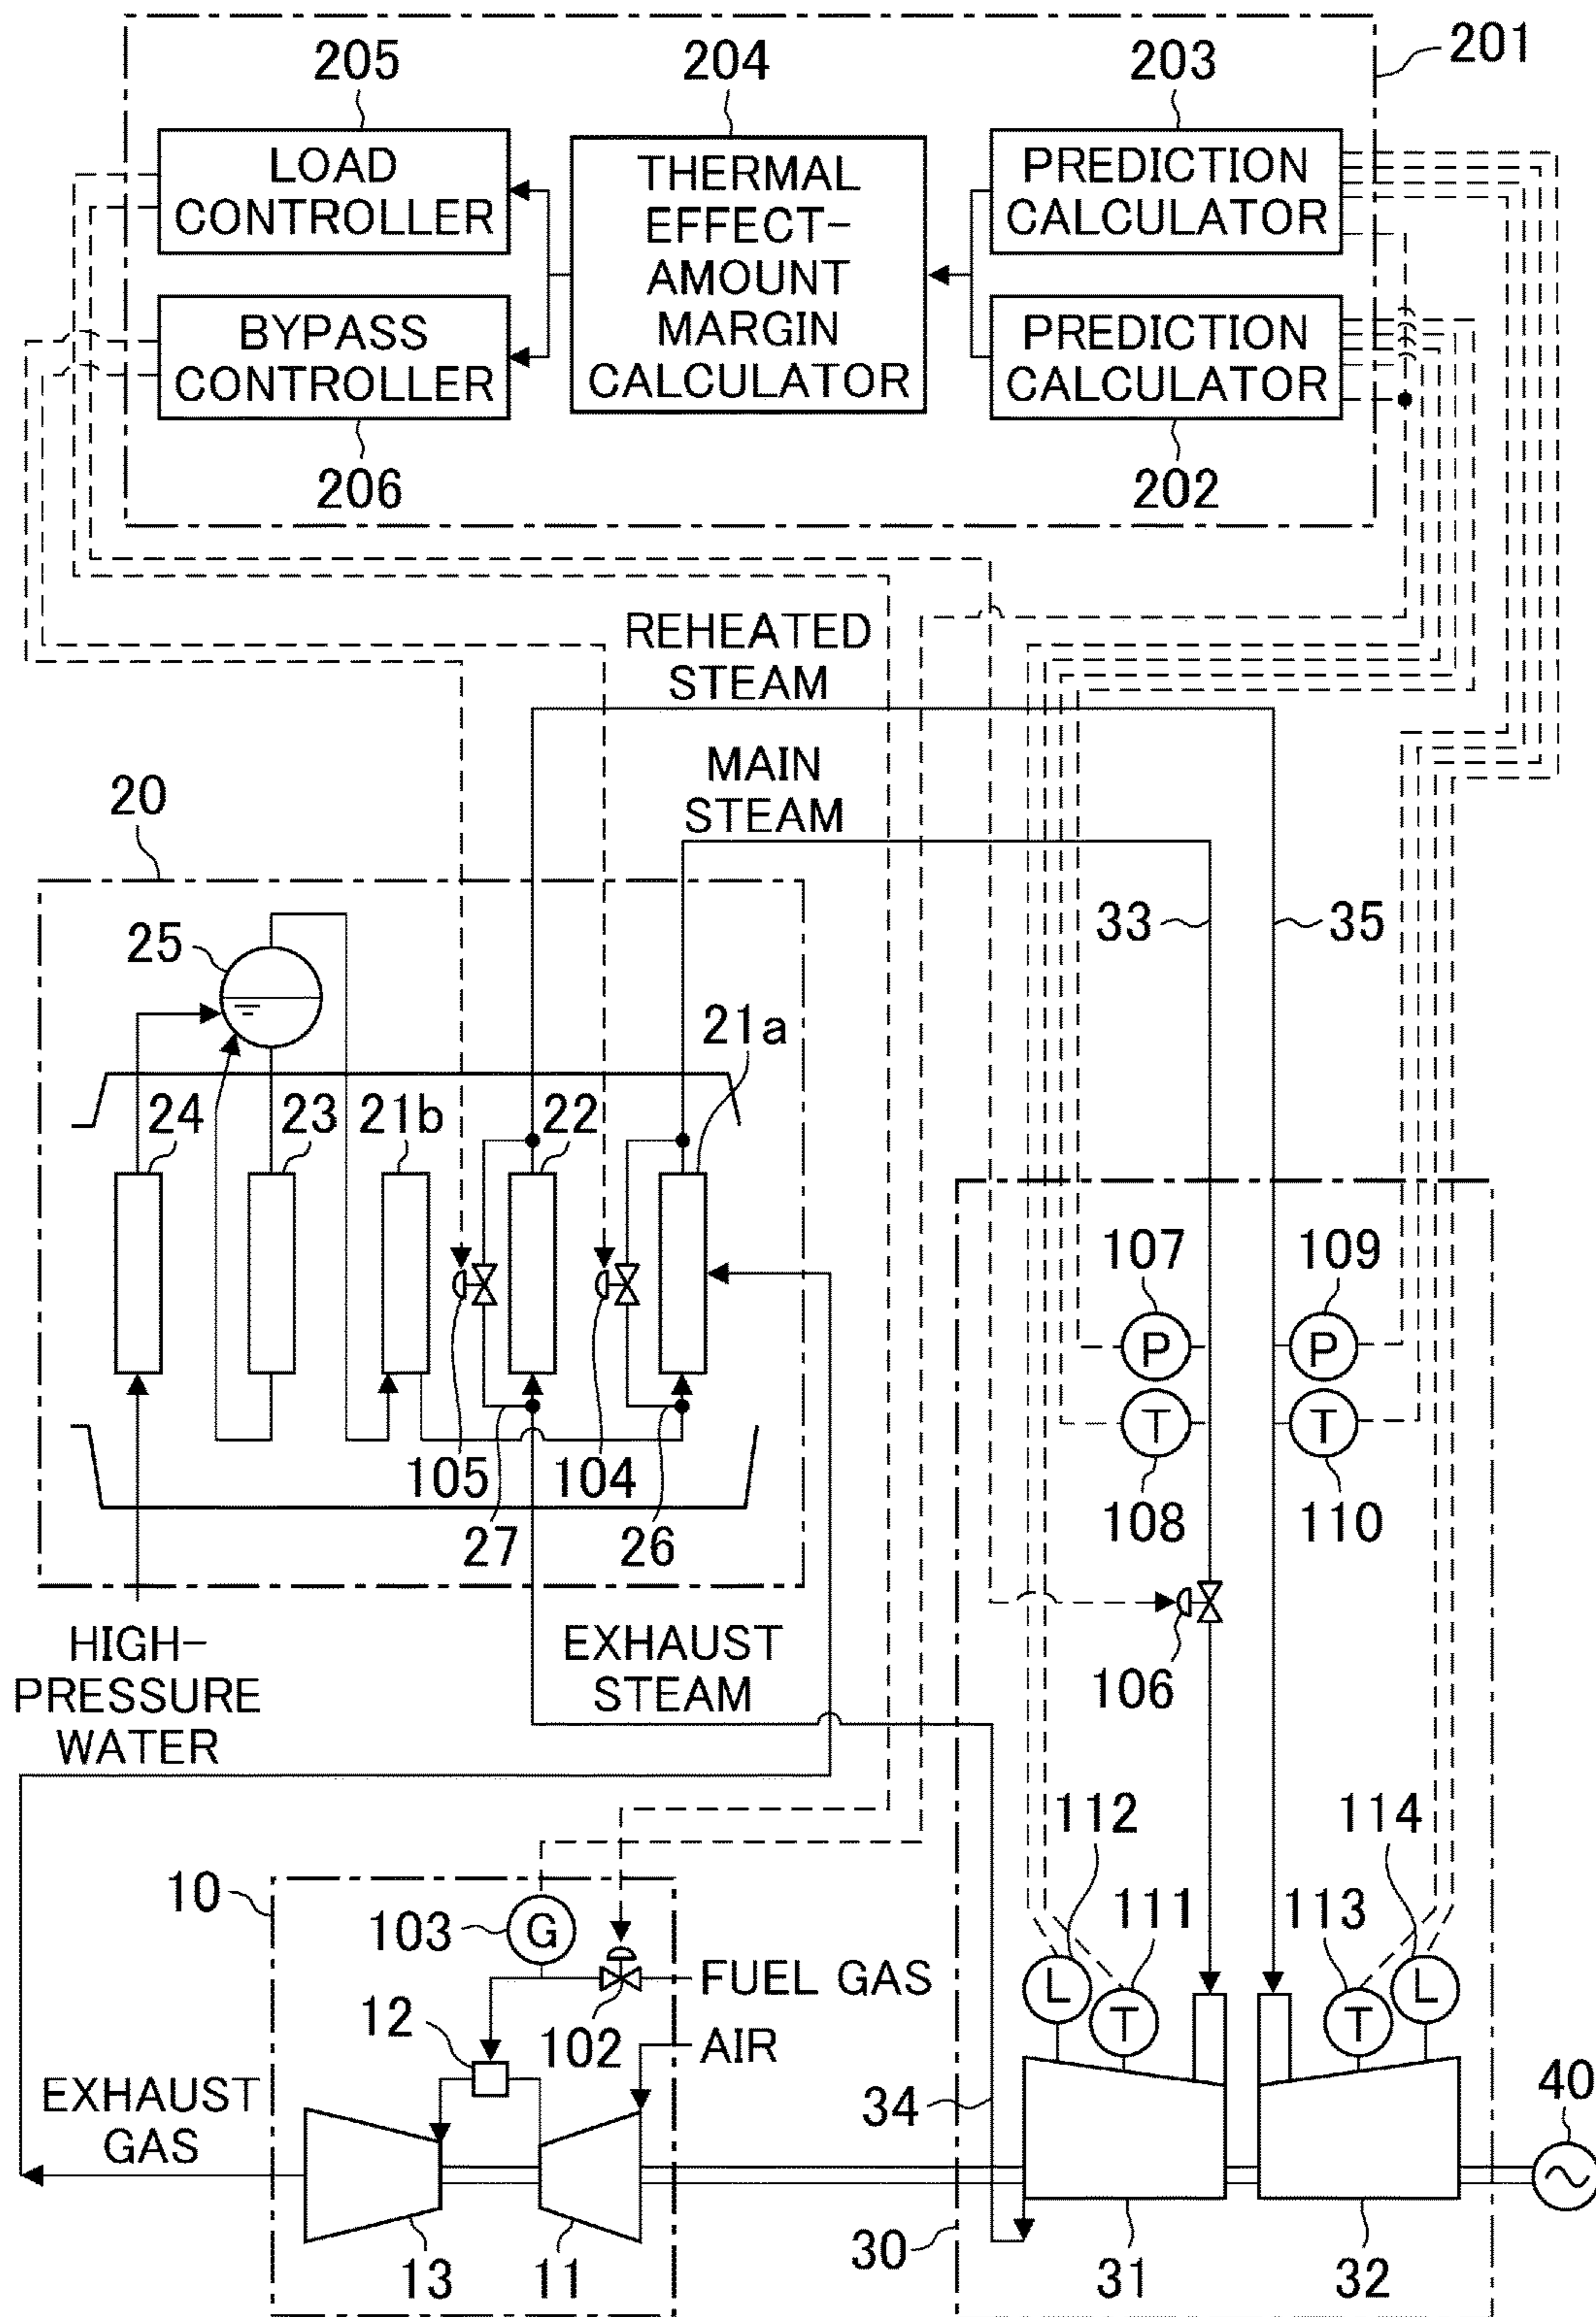 201
205
204
203
LOAD
CONTROLLER
THERMAL
EFFECT-
AMOUNT
MARGIN
CALCULATOR
PREDICTION
CALCULATOR
BYPASS
CONTROLLER
PREDICTION
CALCULATOR
206
202
REHEATED
STEAM
MAIN
STEAM
20
25
33
35
21a
24
23
21b
22
107
109
P
P
T
T
105
104
108
110
27
26
HIGH-
PRESSURE
WATER
EXHAUST
STEAM
106
112
114
10
103
G
111
113
FUEL GAS
L
T
T
L
12
102
AIR
EXHAUST
GAS
34
40
13
11
30
31
32